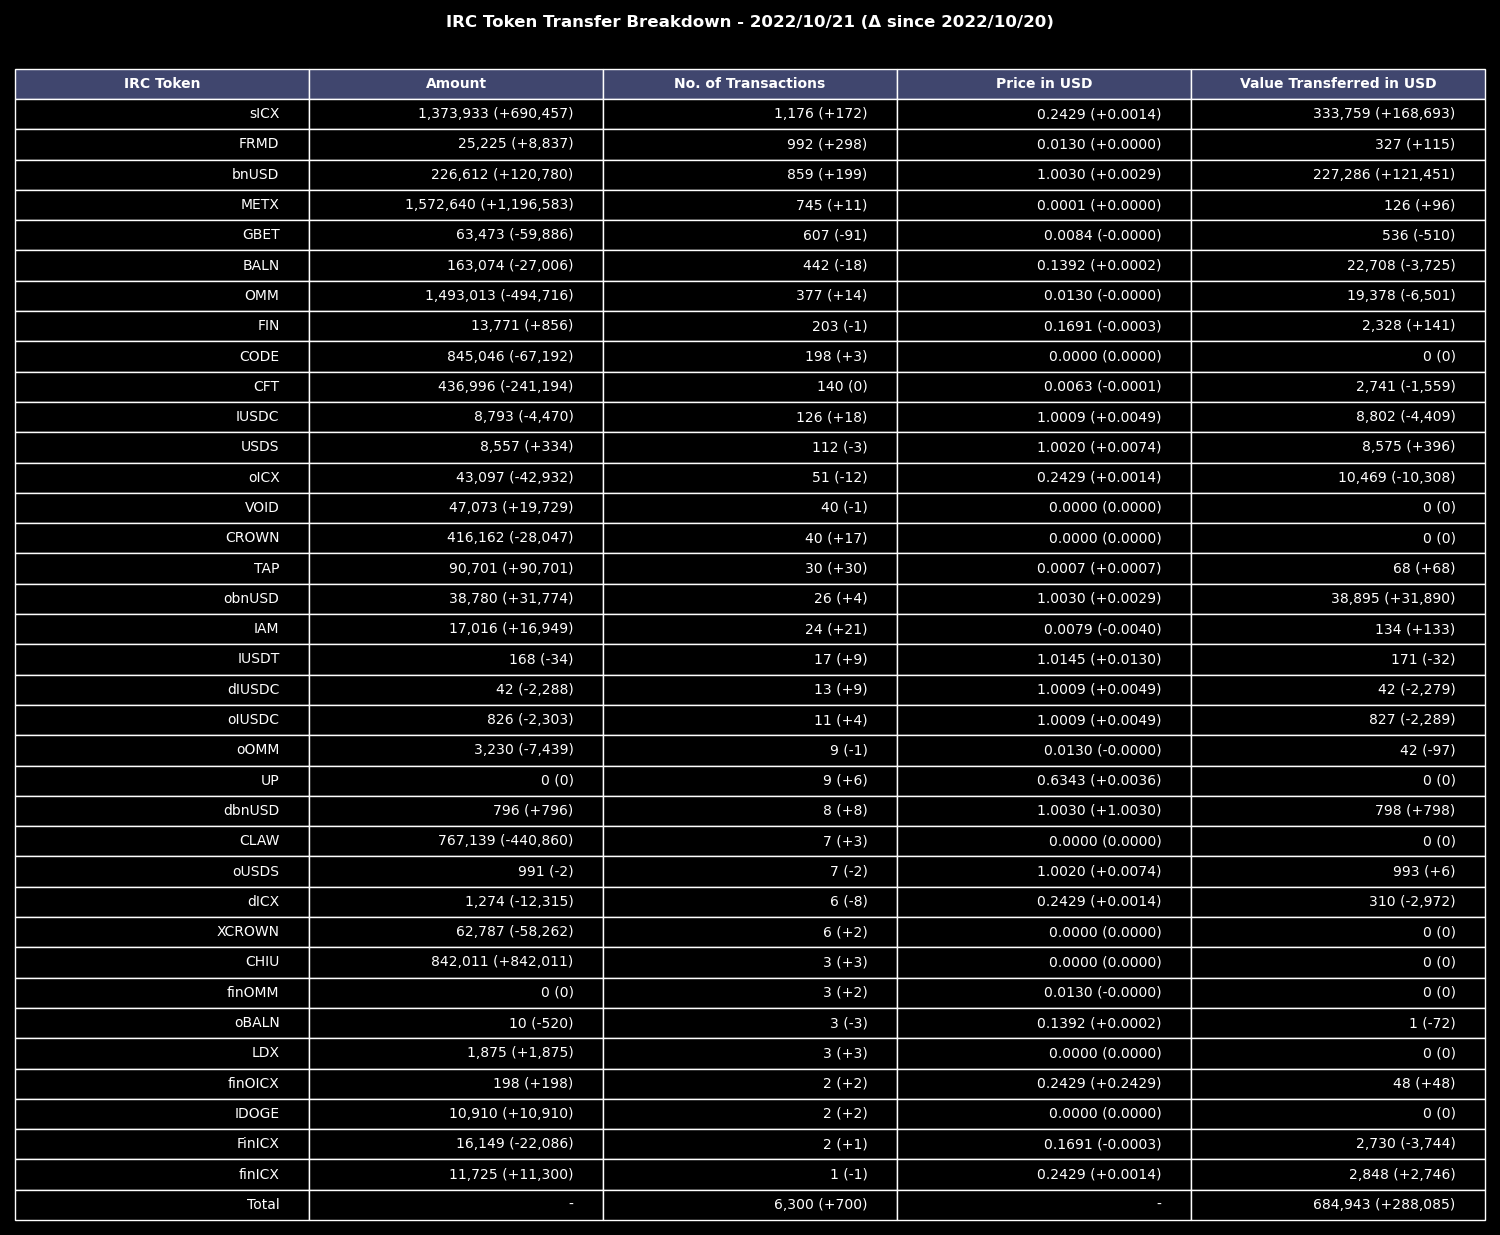 IRC Token Transfer Breakdown - 2022/10/21 (Δ since 2022/10/20)
IRC Token Amount No. of Transactions Price in USD Value Transferred in USD
sICX 1,373,933 (+690,457) 1,176 (+172) 0.2429 (+0.0014) 333,759 (+168,693)
FRMD 25,225 (+8,837) 992 (+298) 0.0130 (+0.0000) 327 (+115)
bnUSD 226,612 (+120,780) 859 (+199) 1.0030 (+0.0029) 227,286 (+121,451)
METX 1,572,640 (+1,196,583) 745 (+11) 0.0001 (+0.0000) 126 (+96)
GBET 63,473 (-59,886) 607 (-91) 0.0084 (-0.0000) 536 (-510)
BALN 163,074 (-27,006) 442 (-18) 0.1392 (+0.0002) 22,708 (-3,725)
OMM 1,493,013 (-494,716) 377 (+14) 0.0130 (-0.0000) 19,378 (-6,501)
FIN 13,771 (+856) 203 (-1) 0.1691 (-0.0003) 2,328 (+141)
CODE 845,046 (-67,192) 198 (+3) 0.0000 (0.0000) 0 (0)
CFT 436,996 (-241,194) 140 (0) 0.0063 (-0.0001) 2,741 (-1,559)
IUSDC 8,793 (-4,470) 126 (+18) 1.0009 (+0.0049) 8,802 (-4,409)
USDS 8,557 (+334) 112 (-3) 1.0020 (+0.0074) 8,575 (+396)
oICX 43,097 (-42,932) 51 (-12) 0.2429 (+0.0014) 10,469 (-10,308)
VOID 47,073 (+19,729) 40 (-1) 0.0000 (0.0000) 0 (0)
CROWN 416,162 (-28,047) 40 (+17) 0.0000 (0.0000) 0 (0)
TAP 90,701 (+90,701) 30 (+30) 0.0007 (+0.0007) 68 (+68)
obnUSD 38,780 (+31,774) 26 (+4) 1.0030 (+0.0029) 38,895 (+31,890)
IAM 17,016 (+16,949) 24 (+21) 0.0079 (-0.0040) 134 (+133)
IUSDT 168 (-34) 17 (+9) 1.0145 (+0.0130) 171 (-32)
dIUSDC 42 (-2,288) 13 (+9) 1.0009 (+0.0049) 42 (-2,279)
oIUSDC 826 (-2,303) 11 (+4) 1.0009 (+0.0049) 827 (-2,289)
oOMM 3,230 (-7,439) 9 (-1) 0.0130 (-0.0000) 42 (-97)
UP 0 (0) 9 (+6) 0.6343 (+0.0036) 0 (0)
dbnUSD 796 (+796) 8 (+8) 1.0030 (+1.0030) 798 (+798)
CLAW 767,139 (-440,860) 7 (+3) 0.0000 (0.0000) 0 (0)
oUSDS 991 (-2) 7 (-2) 1.0020 (+0.0074) 993 (+6)
dICX 1,274 (-12,315) 6 (-8) 0.2429 (+0.0014) 310 (-2,972)
XCROWN 62,787 (-58,262) 6 (+2) 0.0000 (0.0000) 0 (0)
CHIU 842,011 (+842,011) 3 (+3) 0.0000 (0.0000) 0 (0)
finOMM 0 (0) 3 (+2) 0.0130 (-0.0000) 0 (0)
oBALN 10 (-520) 3 (-3) 0.1392 (+0.0002) 1 (-72)
LDX 1,875 (+1,875) 3 (+3) 0.0000 (0.0000) 0 (0)
finOICX 198 (+198) 2 (+2) 0.2429 (+0.2429) 48 (+48)
IDOGE 10,910 (+10,910) 2 (+2) 0.0000 (0.0000) 0 (0)
FinICX 16,149 (-22,086) 2 (+1) 0.1691 (-0.0003) 2,730 (-3,744)
finICX 11,725 (+11,300) 1 (-1) 0.2429 (+0.0014) 2,848 (+2,746)
Total - 6,300 (+700) - 684,943 (+288,085)